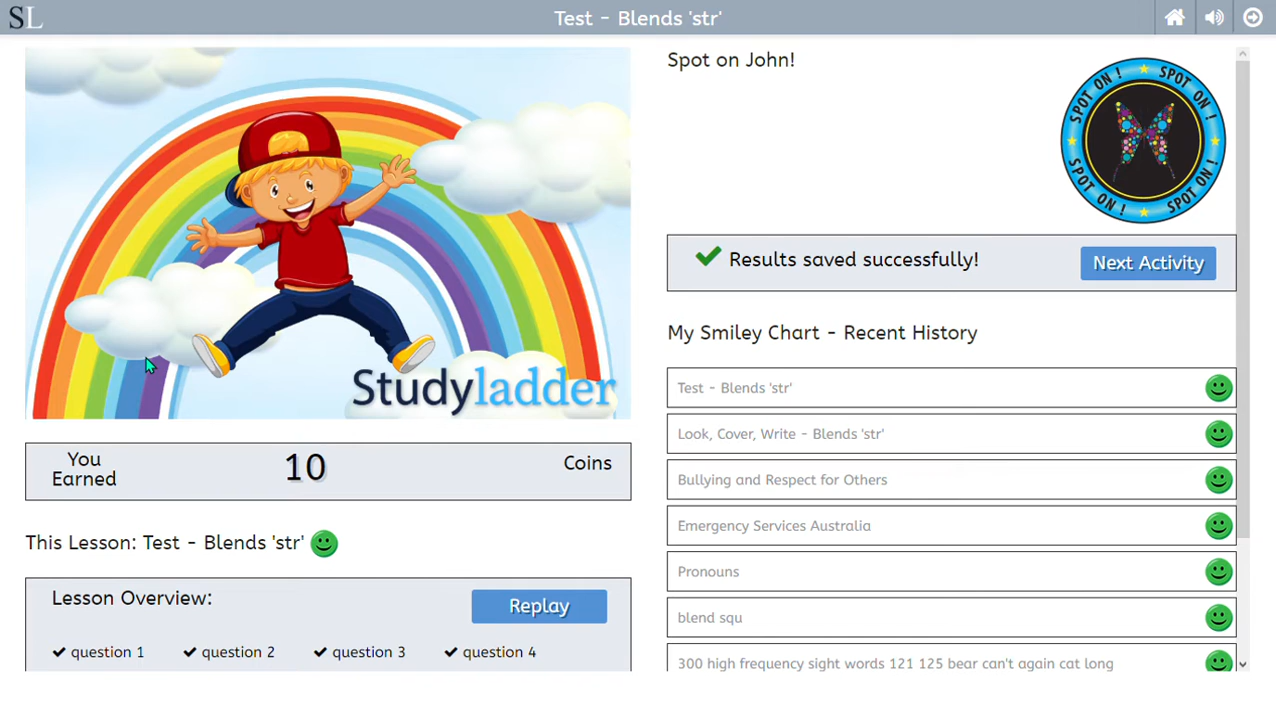 SL
Test - Blends 'str'
Studyladder
You
Earned
10
Coins
This Lesson: Test - Blends 'str'
Lesson Overview:
Replay
question 1
question 2
question 3
question 4
Spot on John!
SPOT ON !
SPOT ON !
SPOT ON !
SPOT ON !
Results saved successfully!
Next Activity
My Smiley Chart - Recent History
Test - Blends 'str'
Look, Cover, Write - Blends 'str'
Bullying and Respect for Others
Emergency Services Australia
Pronouns
blend squ
300 high frequency sight words 121 125 bear can't again cat long